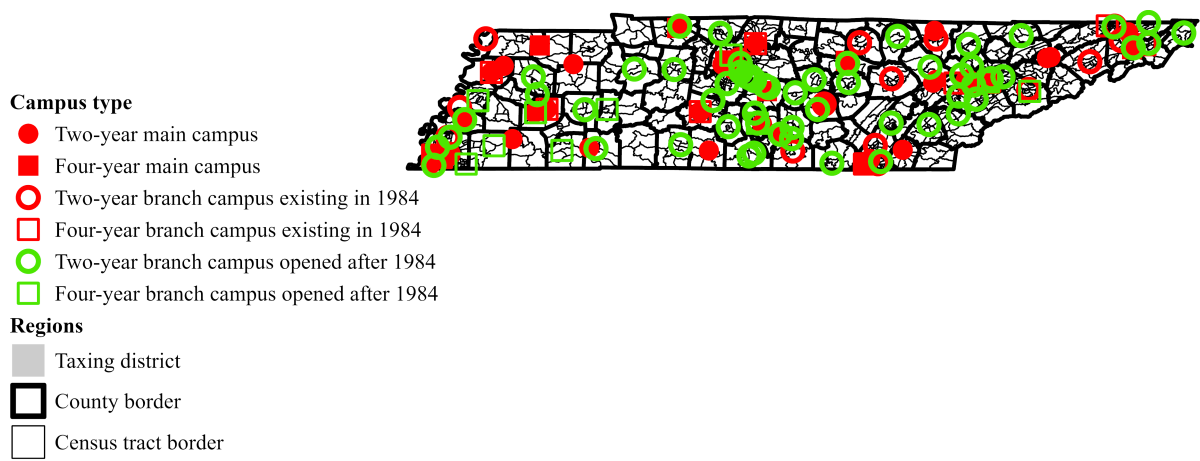 Campus type
Two-year main campus
Four-year main campus
Two-year branch campus existing in 1984
Four-year branch campus existing in 1984
Two-year branch campus opened after 1984
Four-year branch campus opened after 1984
Regions
Taxing district
County border
Census tract border